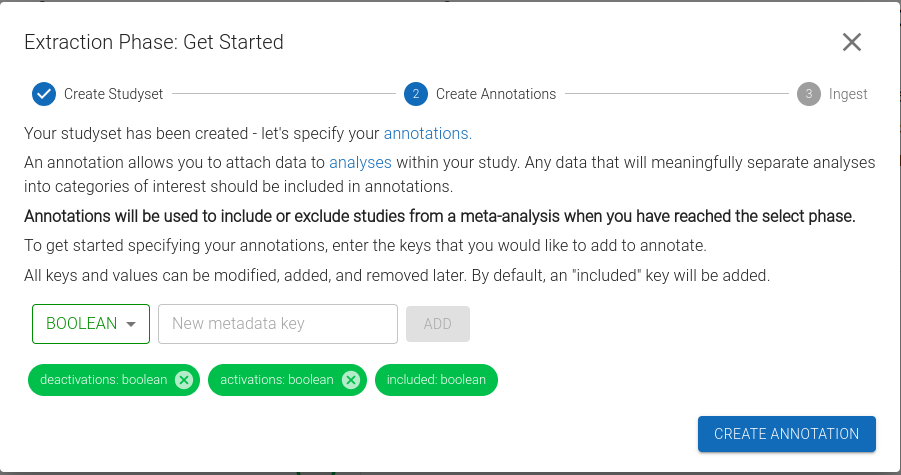 Extraction Phase: Get Started
Create Studyset
2 Create Annotations
3 Ingest
Your studyset has been created - let's specify your annotations.
An annotation allows you to attach data to analyses within your study. Any data that will meaningfully separate analyses
into categories of interest should be included in annotations.
Annotations will be used to include or exclude studies from a meta-analysis when you have reached the select phase.
To get started specifying your annotations, enter the keys that you would like to add to annotate.
All keys and values can be modified, added, and removed later. By default, an "included" key will be added.
BOOLEAN New metadata key ADD
deactivations: boolean activations: boolean included: boolean
CREATE ANNOTATION